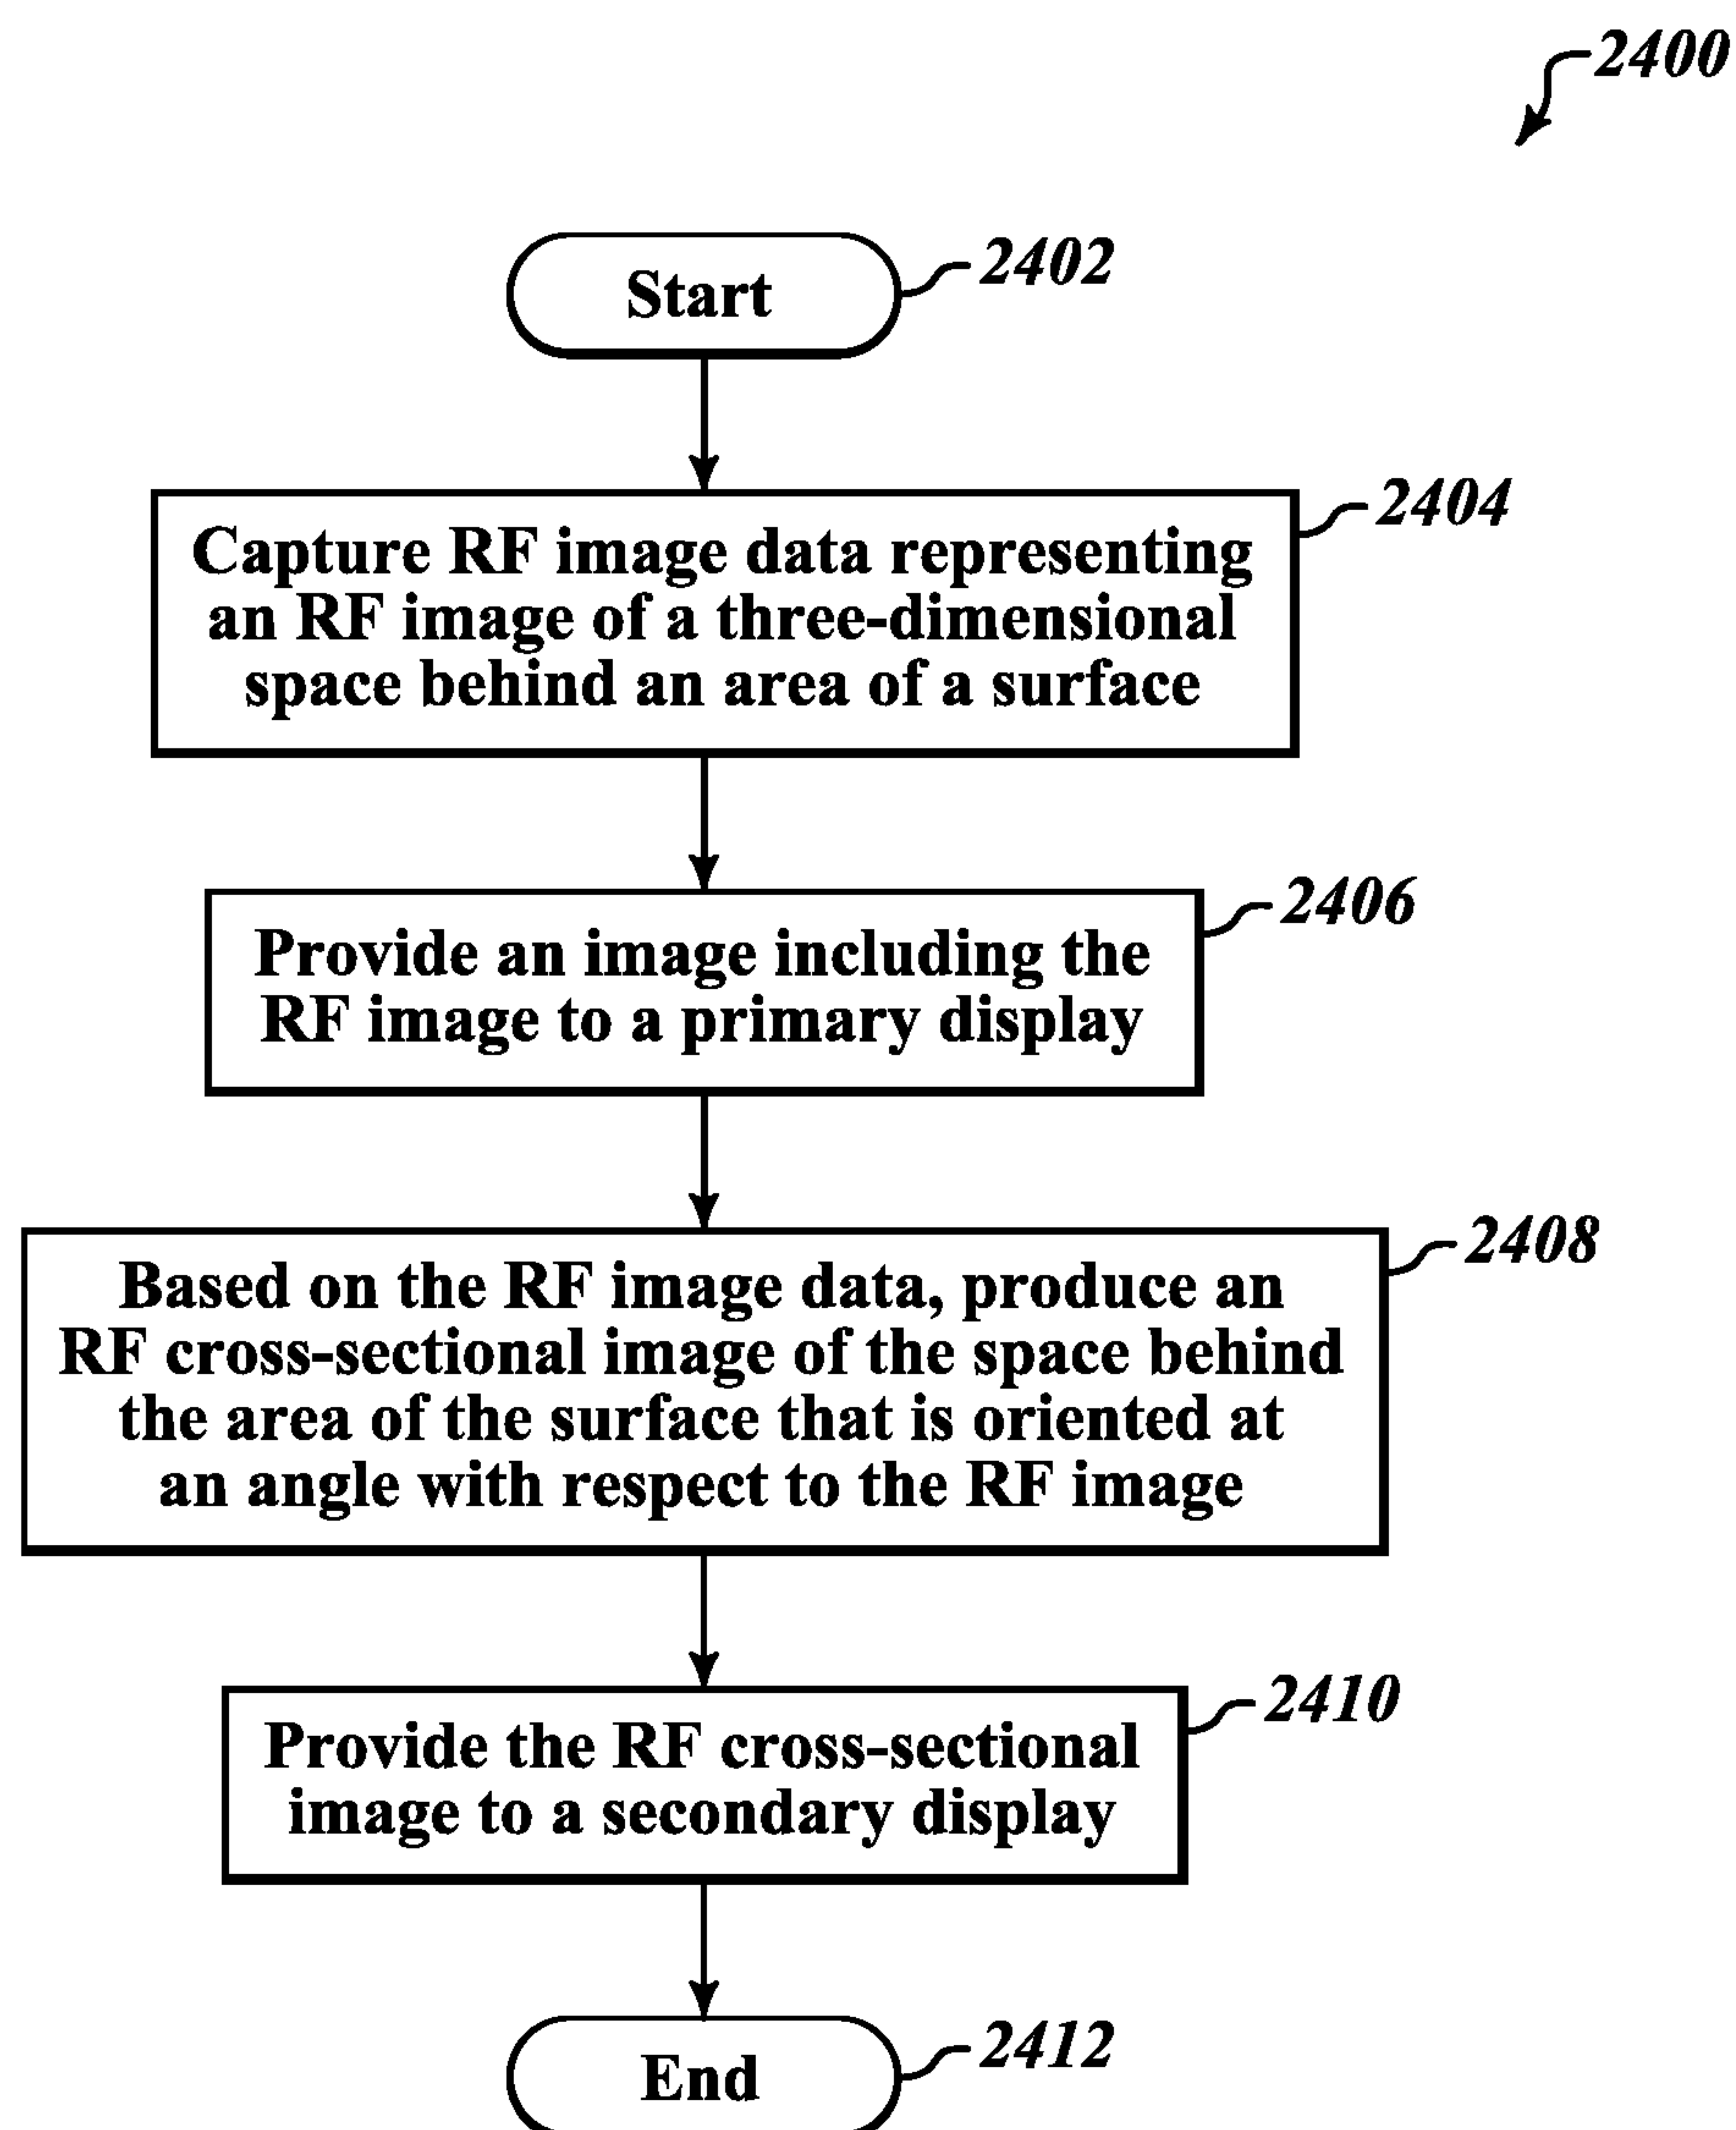 2400
Start
2402
Capture RF image data representing
an RF image of a three-dimensional
space behind an area of a surface
2404
Provide an image including the
RF image to a primary display
2406
Based on the RF image data, produce an
RF cross-sectional image of the space behind
the area of the surface that is oriented at
an angle with respect to the RF image
2408
Provide the RF cross-sectional
image to a secondary display
2410
End
2412